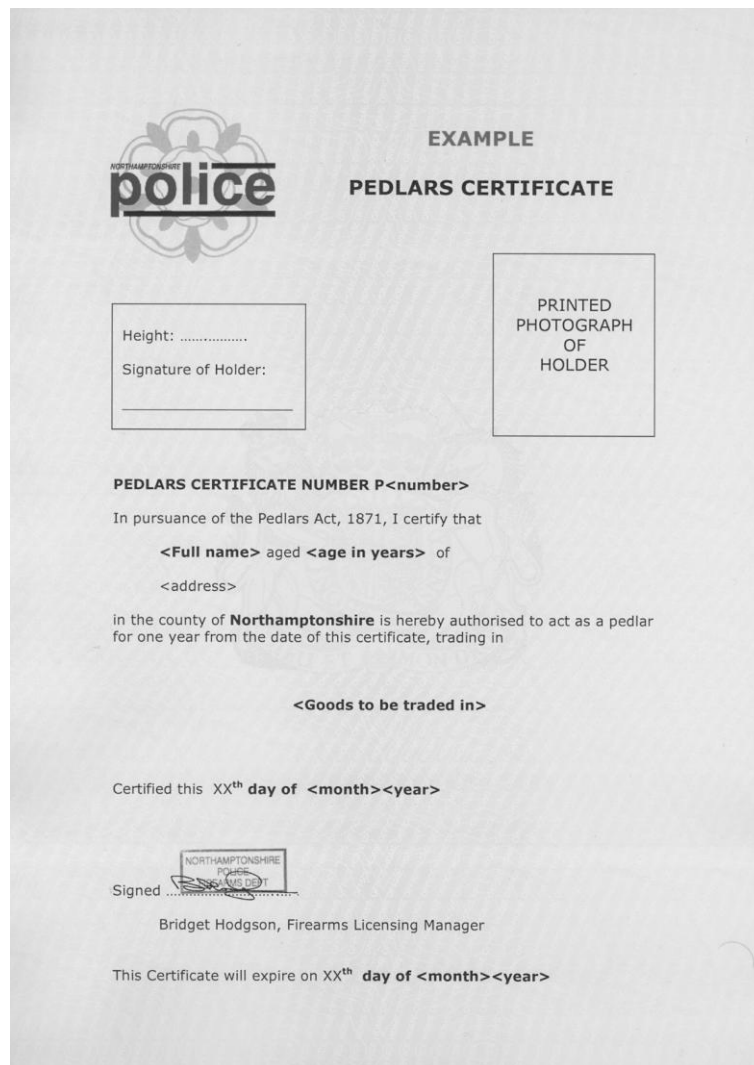 EXAMPLE
NORTHAMPTONSHIRE
police
PEDLARS CERTIFICATE
Height: ................
Signature of Holder:
PRINTED
PHOTOGRAPH
OF
HOLDER
PEDLARS CERTIFICATE NUMBER P<number>
In pursuance of the Pedlars Act, 1871, I certify that
<Full name> aged <age in years> of
<address>
in the county of Northamptonshire is hereby authorised to act as a pedlar
for one year from the date of this certificate, trading in
<Goods to be traded in>
Certified this XXth day of <month><year>
NORTHAMPTONSHIRE
POLICE
FIREARMS DEPT
Signed ................................
Bridget Hodgson, Firearms Licensing Manager
This Certificate will expire on XXth day of <month><year>